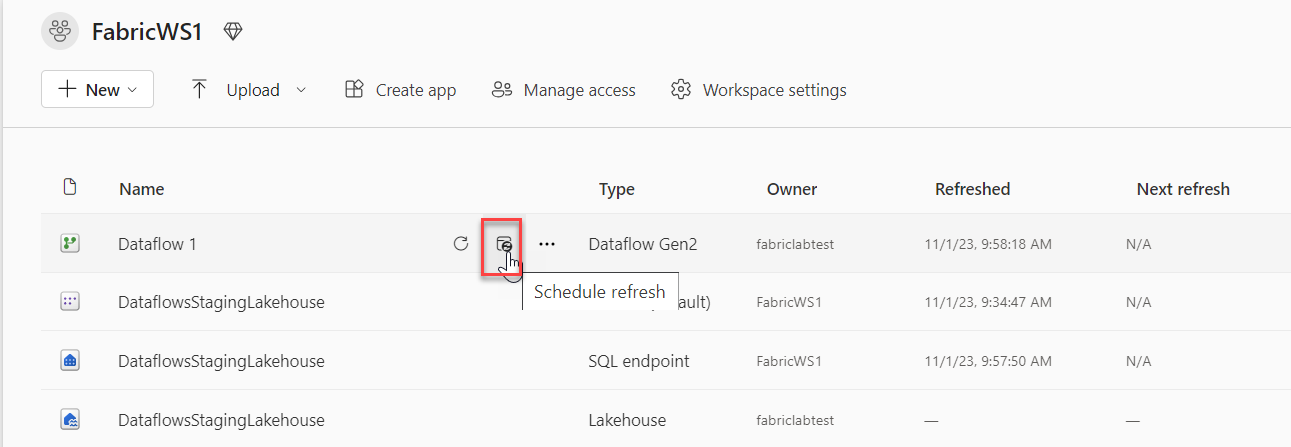 FabricWS1
New Upload Create app Manage access Workspace settings
Name Type Owner Refreshed Next refresh
Dataflow 1 ... Dataflow Gen2 fabriclabtest 11/1/23, 9:58:18 AM N/A
Schedule refresh
DataflowsStagingLakehouse ault) FabricWS1 11/1/23, 9:34:47 AM N/A
DataflowsStagingLakehouse SQL endpoint FabricWS1 11/1/23, 9:57:50 AM N/A
DataflowsStagingLakehouse Lakehouse fabriclabtest — —